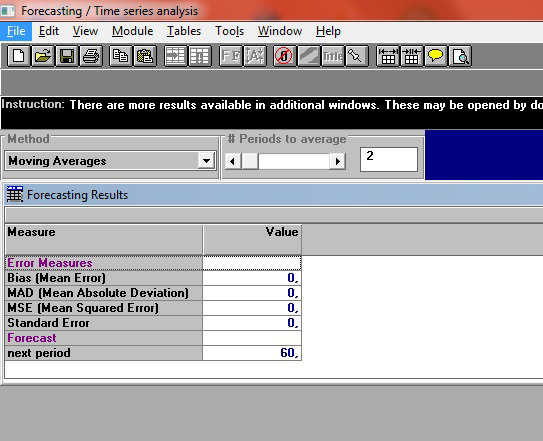 Forecasting / Time series analysis
File Edit View Module Tables Tools Window Help
Title
Instruction: There are more results available in additional windows. These may be opened by do
Method
# Periods to average
Moving Averages
2
Forecasting Results
Measure Value
Error Measures
Bias (Mean Error) 0,
MAD (Mean Absolute Deviation) 0,
MSE (Mean Squared Error) 0,
Standard Error 0,
Forecast
next period 60,